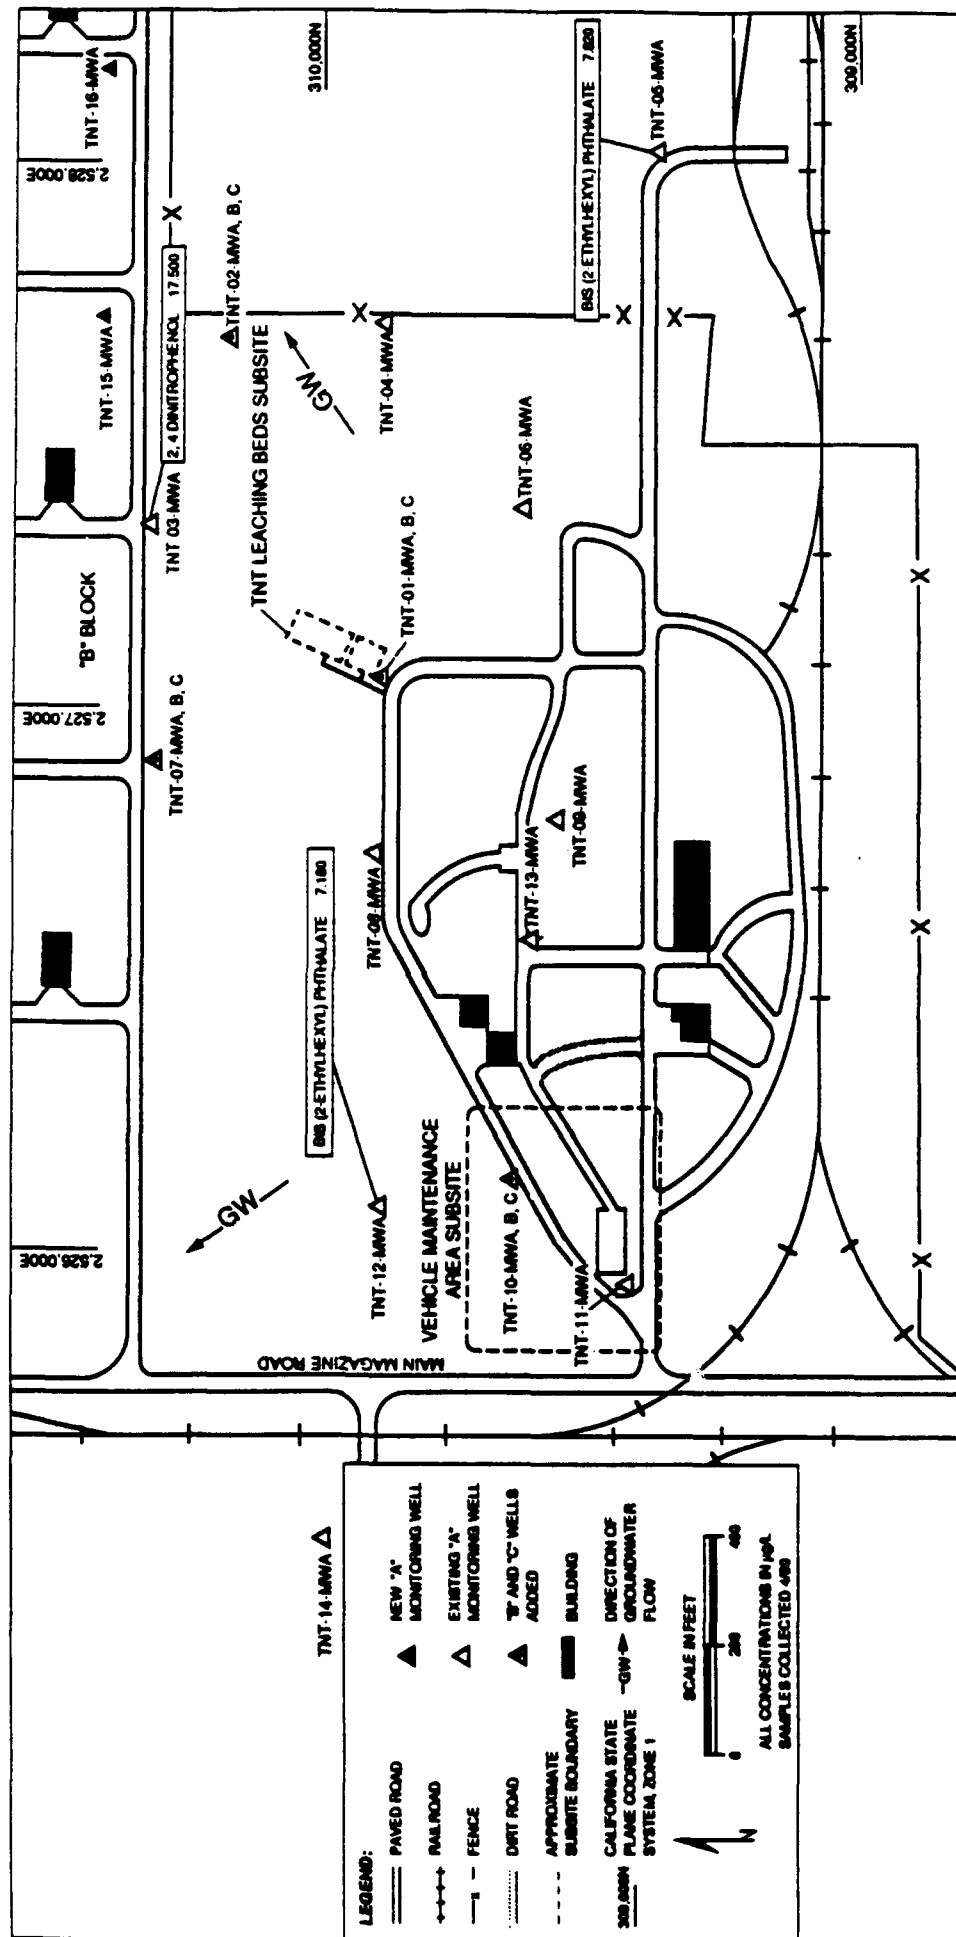 TNT-16-MWA
310,000N
BIS (2-ETHYLHEXYL) PHTHALATE 7.820
TNT-05-MWA
309,000N
2,528,000E
TNT-02-MWA, B, C
2, 4 DINITROPHENOL 17.500
TNT-15-MWA
TNT 03-MWA
TNT LEACHING BEDS SUBSITE
GW
TNT-04-MWA
TNT-06-MWA
"B" BLOCK
TNT-01-MWA, B, C
2,527,000E
TNT-07-MWA, B, C
TNT-08-MWA
TNT-09-MWA
TNT-13-MWA
BIS (2-ETHYLHEXYL) PHTHALATE 7.180
GW
2,526,000E
TNT-12-MWA
VEHICLE MAINTENANCE
AREA SUBSITE
TNT-10-MWA, B, C
TNT-11-MWA
MAIN MAGAZINE ROAD
TNT-14-MWA
LEGEND:
PAVED ROAD
RAILROAD
FENCE
DIRT ROAD
APPROXIMATE
SUBSITE BOUNDARY
CALIFORNIA STATE
309,000N PLANE COORDINATE
SYSTEM, ZONE 1
NEW "A"
MONITORING WELL
EXISTING "A"
MONITORING WELL
"B" AND "C" WELLS
ADDED
BUILDING
DIRECTION OF
GW GROUNDWATER
FLOW
N
SCALE IN FEET
0 200 400
ALL CONCENTRATIONS IN µg/L
SAMPLES COLLECTED